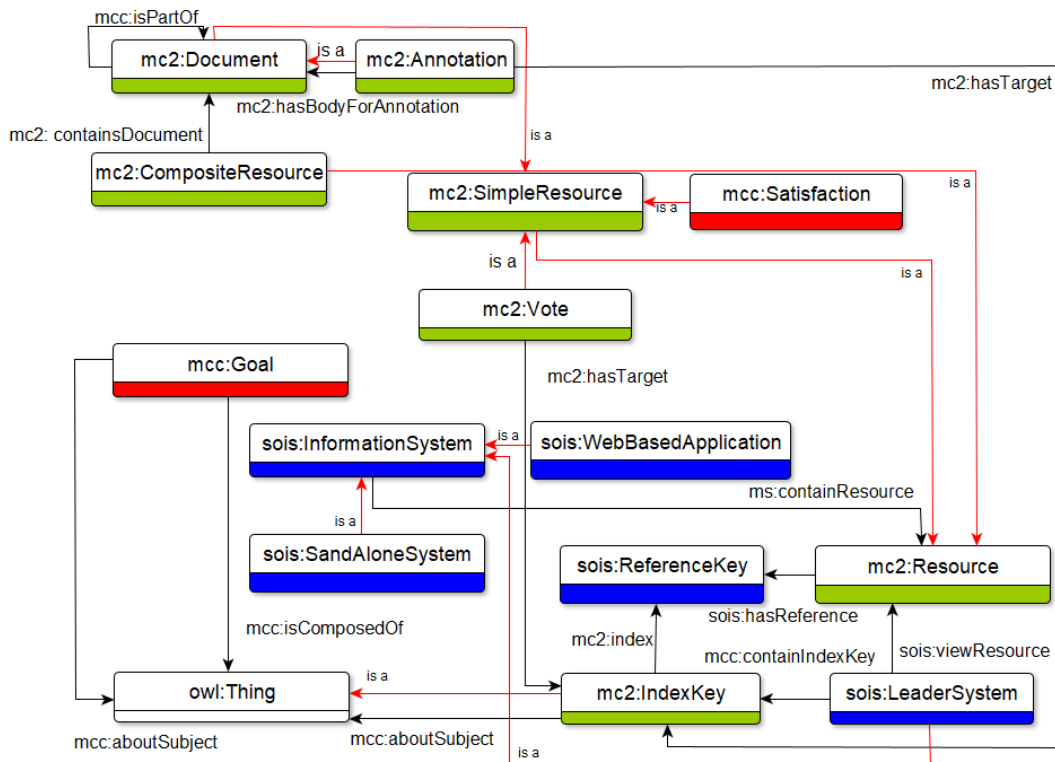 mcc:isPartOf
mc2:Document
is a
mc2:Annotation
mc2:hasTarget
mc2:hasBodyForAnnotation
mc2: containsDocument
is a
mc2:CompositeResource
is a
mc2:SimpleResource
mcc:Satisfaction
is a
is a
is a
mc2:Vote
mcc:Goal
mc2:hasTarget
sois:InformationSystem
is a
sois:WebBasedApplication
ms:containResource
is a
sois:SandAloneSystem
sois:ReferenceKey
mc2:Resource
sois:hasReference
mcc:isComposedOf
mc2:index
mcc:containIndexKey
sois:viewResource
owl:Thing
is a
mc2:IndexKey
sois:LeaderSystem
mcc:aboutSubject
mcc:aboutSubject
is a